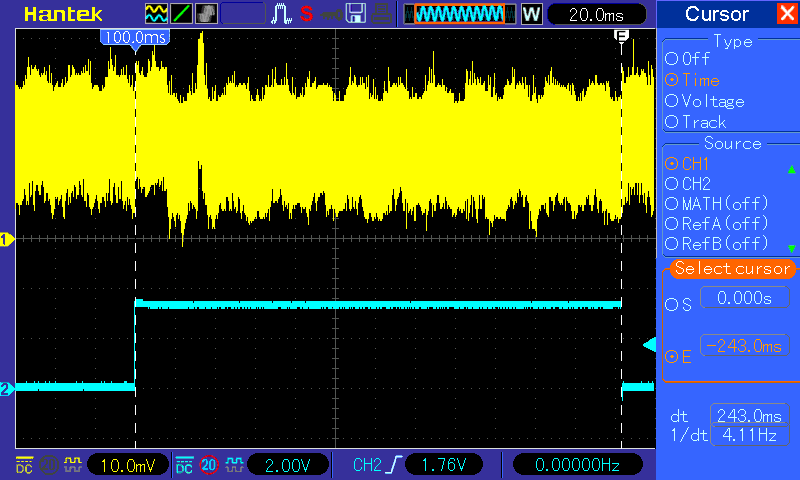 Hantek
S
W
20.0ms
Cursor
100.0ms
E
Type
Off
Time
Voltage
Track
Source
CH1
CH2
MATH(off)
RefA(off)
RefB(off)
1
Select cursor
S
0.000s
E
-243.0ms
2
dt
243.0ms
1/dt
4.11Hz
DC
20
10.0mV
DC
20
2.00V
CH2
1.76V
0.00000Hz